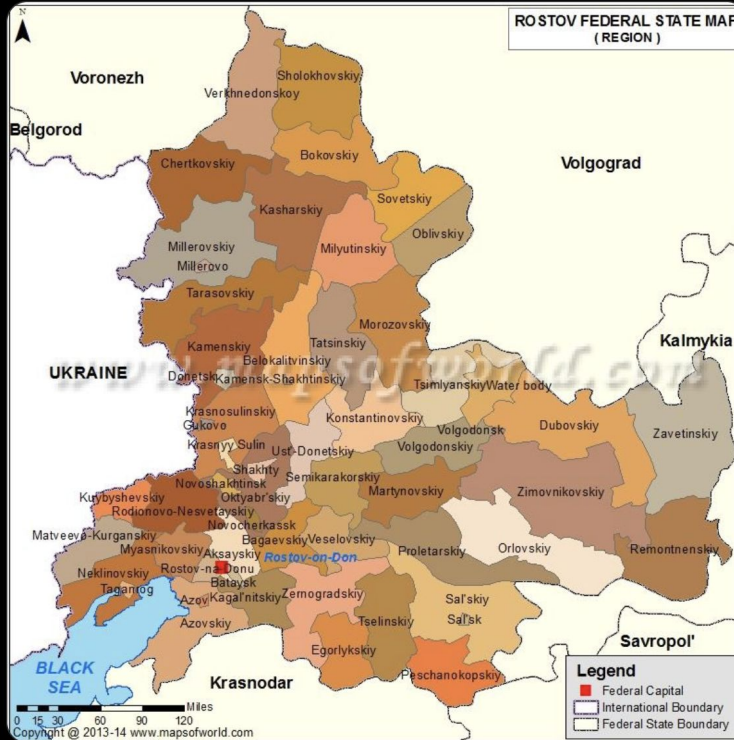 N
ROSTOV FEDERAL STATE MAP
( REGION )
Voronezh
Sholokhovskiy
Verkhnedonskoy
Belgorod
Bokovskiy
Chertkovskiy
Volgograd
Sovetskiy
Kasharskiy
Oblivskiy
Millerovskiy
Milyutinskiy
Millerovo
Tarasovskiy
Morozovskiy
Kamenskiy
Tatsinskiy
Kalmykia
Belokalitvinskiy
www.mapsofworld.com
UKRAINE
Donetsk
Kamensk-Shakhtinskiy
Tsimlyanskiy
Water body
Krasnosulinskiy
Konstantinovskiy
Gukovo
Volgodonsk
Dubovskiy
Zavetinskiy
Krasnyy Sulin
Ust'-Donetskiy
Volgodonskiy
Shakhty
Novoshakhtinsk
Semikarakorskiy
Kuybyshevskiy
Oktyabr'skiy
Martynovskiy
Zimovnikovskiy
Rodionovo-Nesvetayskiy
Novocherkassk
Matveevo-Kurganskiy
Bagaevskiy
Veselovskiy
Myasnikovskiy
Aksayskiy
Rostov-on-Don
Proletarskiy
Orlovskiy
Remontnenskiy
Neklinovskiy
Rostov-na-Donu
Taganrog
Bataysk
Azov
Kagal'nitskiy
Zernogradskiy
Sal'skiy
Azovskiy
Tselinskiy
Sal'sk
Savropol'
Egorlykskiy
BLACK
SEA
Krasnodar
Peschanokopskiy
Legend
Federal Capital
International Boundary
Federal State Boundary
Miles
0 15 30 60 90 120
Copyright @ 2013-14 www.mapsofworld.com